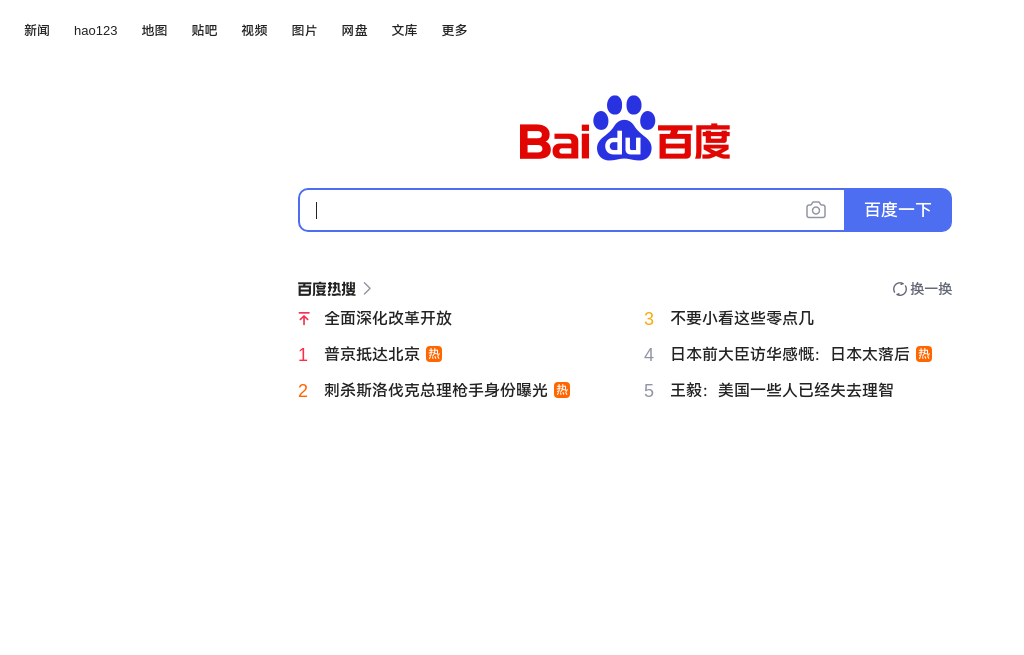 新闻 hao123 地图 贴吧 视频 图片 网盘 文库 更多
Bai du 百度
百度一下
百度热搜 换一换
全面深化改革开放
1 普京抵达北京 热
2 刺杀斯洛伐克总理枪手身份曝光 热
3 不要小看这些零点几
4 日本前大臣访华感慨：日本太落后 热
5 王毅：美国一些人已经失去理智